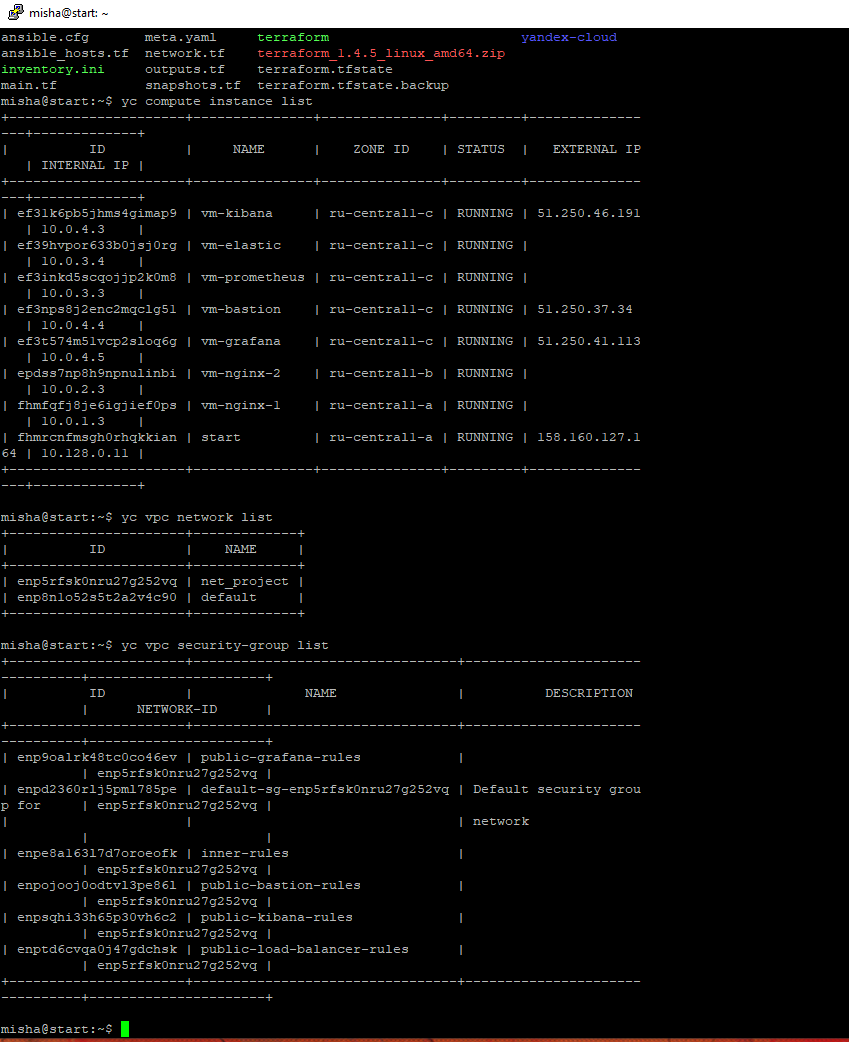 misha@start: ~
ansible.cfg       meta.yaml     terraform                        yandex-cloud
ansible_hosts.tf  network.tf    terraform_1.4.5_linux_amd64.zip
inventory.ini     outputs.tf    terraform.tfstate
main.tf           snapshots.tf  terraform.tfstate.backup
misha@start:~$ yc compute instance list
+----------------------+---------------+---------------+---------+--------------
---+-------------+
|          ID          |     NAME      |    ZONE ID    | STATUS  |   EXTERNAL IP
   | INTERNAL IP |
+----------------------+---------------+---------------+---------+--------------
---+-------------+
| ef31k6pb5jhms4gimap9 | vm-kibana     | ru-central1-c | RUNNING | 51.250.46.191
   | 10.0.4.3    |
| ef39hvpor633b0jsj0rg | vm-elastic    | ru-central1-c | RUNNING |
   | 10.0.3.4    |
| ef3inkd5scqojjp2k0m8 | vm-prometheus | ru-central1-c | RUNNING |
   | 10.0.3.3    |
| ef3nps8j2enc2mqclg51 | vm-bastion    | ru-central1-c | RUNNING | 51.250.37.34
   | 10.0.4.4    |
| ef3t574m51vcp2sloq6g | vm-grafana    | ru-central1-c | RUNNING | 51.250.41.113
   | 10.0.4.5    |
| epdss7np8h9npnulinbi | vm-nginx-2    | ru-central1-b | RUNNING |
   | 10.0.2.3    |
| fhmfqfj8je6igjief0ps | vm-nginx-1    | ru-central1-a | RUNNING |
   | 10.0.1.3    |
| fhmrcnfmsgh0rhqkkian | start         | ru-central1-a | RUNNING | 158.160.127.1
64 | 10.128.0.11 |
+----------------------+---------------+---------------+---------+--------------
---+-------------+
misha@start:~$ yc vpc network list
+----------------------+-------------+
|          ID          |    NAME     |
+----------------------+-------------+
| enp5rfsk0nru27g252vq | net_project |
| enp8n1o52s5t2a2v4c90 | default     |
+----------------------+-------------+
misha@start:~$ yc vpc security-group list
+----------------------+---------------------------------+----------------------
----------+----------------------+
|          ID          |              NAME               |          DESCRIPTION
          |      NETWORK-ID      |
+----------------------+---------------------------------+----------------------
----------+----------------------+
| enp9oalrk48tc0co46ev | public-grafana-rules            |
          | enp5rfsk0nru27g252vq |
| enpd2360rlj5pml785pe | default-sg-enp5rfsk0nru27g252vq | Default security grou
p for     | enp5rfsk0nru27g252vq |
|                      |                                 | network
          |                      |
| enpe8a163l7d7oroeofk | inner-rules                     |
          | enp5rfsk0nru27g252vq |
| enpojooj0odtvl3pe86l | public-bastion-rules            |
          | enp5rfsk0nru27g252vq |
| enpsqhi33h65p30vh6c2 | public-kibana-rules             |
          | enp5rfsk0nru27g252vq |
| enptd6cvqa0j47gdchsk | public-load-balancer-rules      |
          | enp5rfsk0nru27g252vq |
+----------------------+---------------------------------+----------------------
----------+----------------------+
misha@start:~$